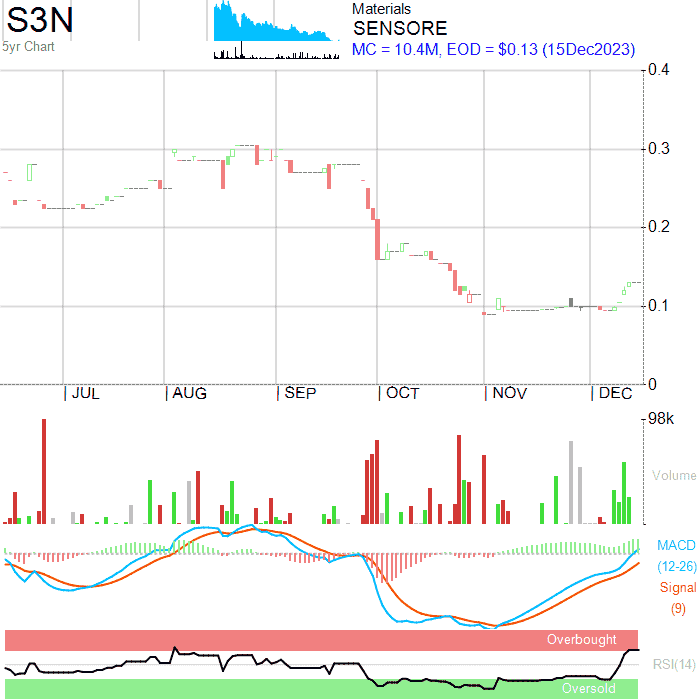 S3N
5yr Chart
Materials
SENSORE
MC = 10.4M, EOD = $0.13 (15Dec2023)
0.4
0.3
0.2
0.1
0
JUL AUG SEP OCT NOV DEC
98k
Volume
MACD
(12-26)
Signal
(9)
Overbought
RSI(14)
Oversold